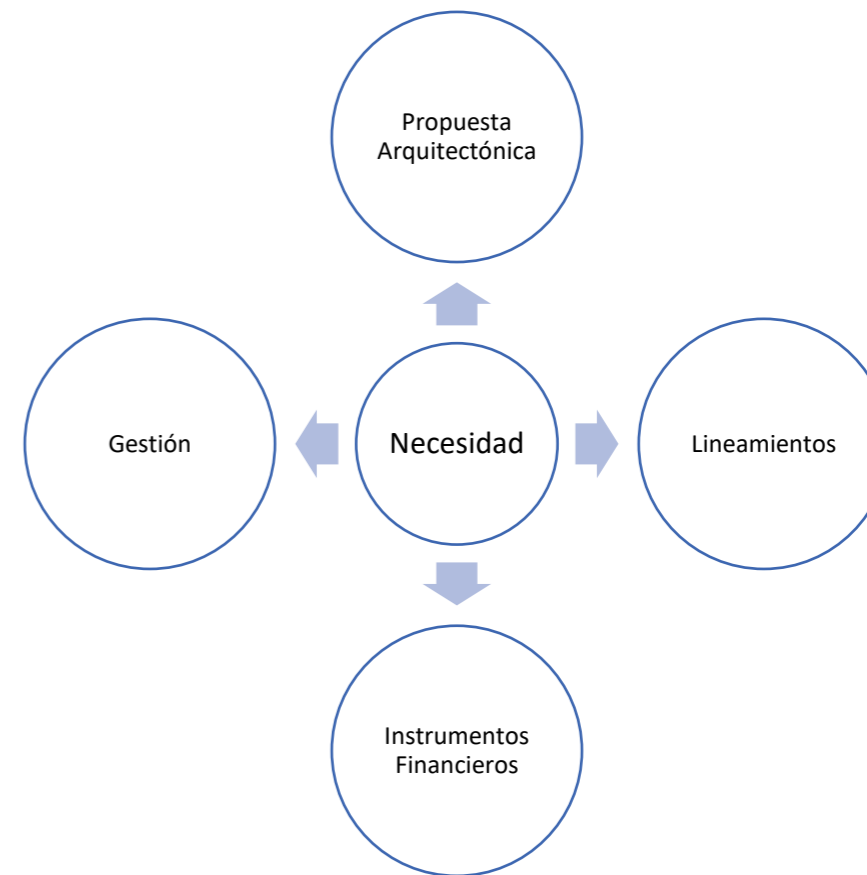 Propuesta
Arquitectónica
Gestión
Necesidad
Lineamientos
Instrumentos
Financieros